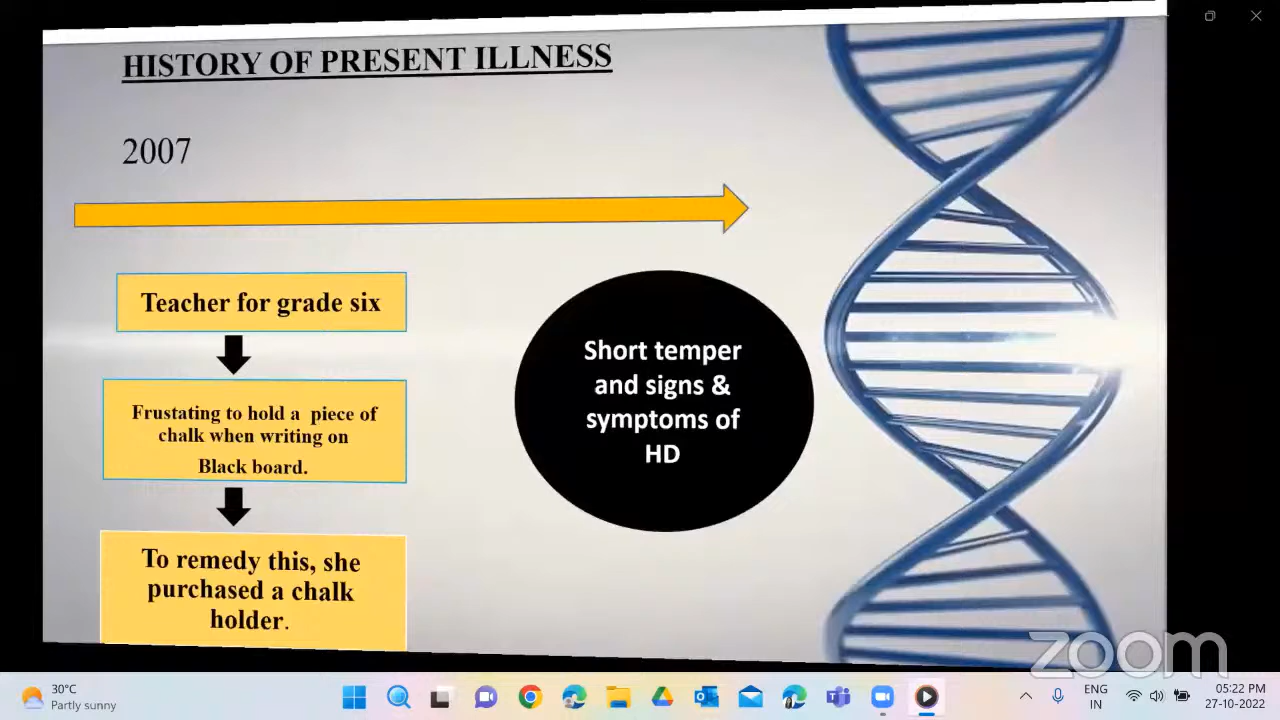 HISTORY OF PRESENT ILLNESS
2007
Teacher for grade six
Frustating to hold a piece of
chalk when writing on
Black board.
To remedy this, she
purchased a chalk
holder.
Short temper
and signs &
symptoms of
HD
zoom
30°C
Partly sunny
ENG
IN
05:22 PM
27-10-2022